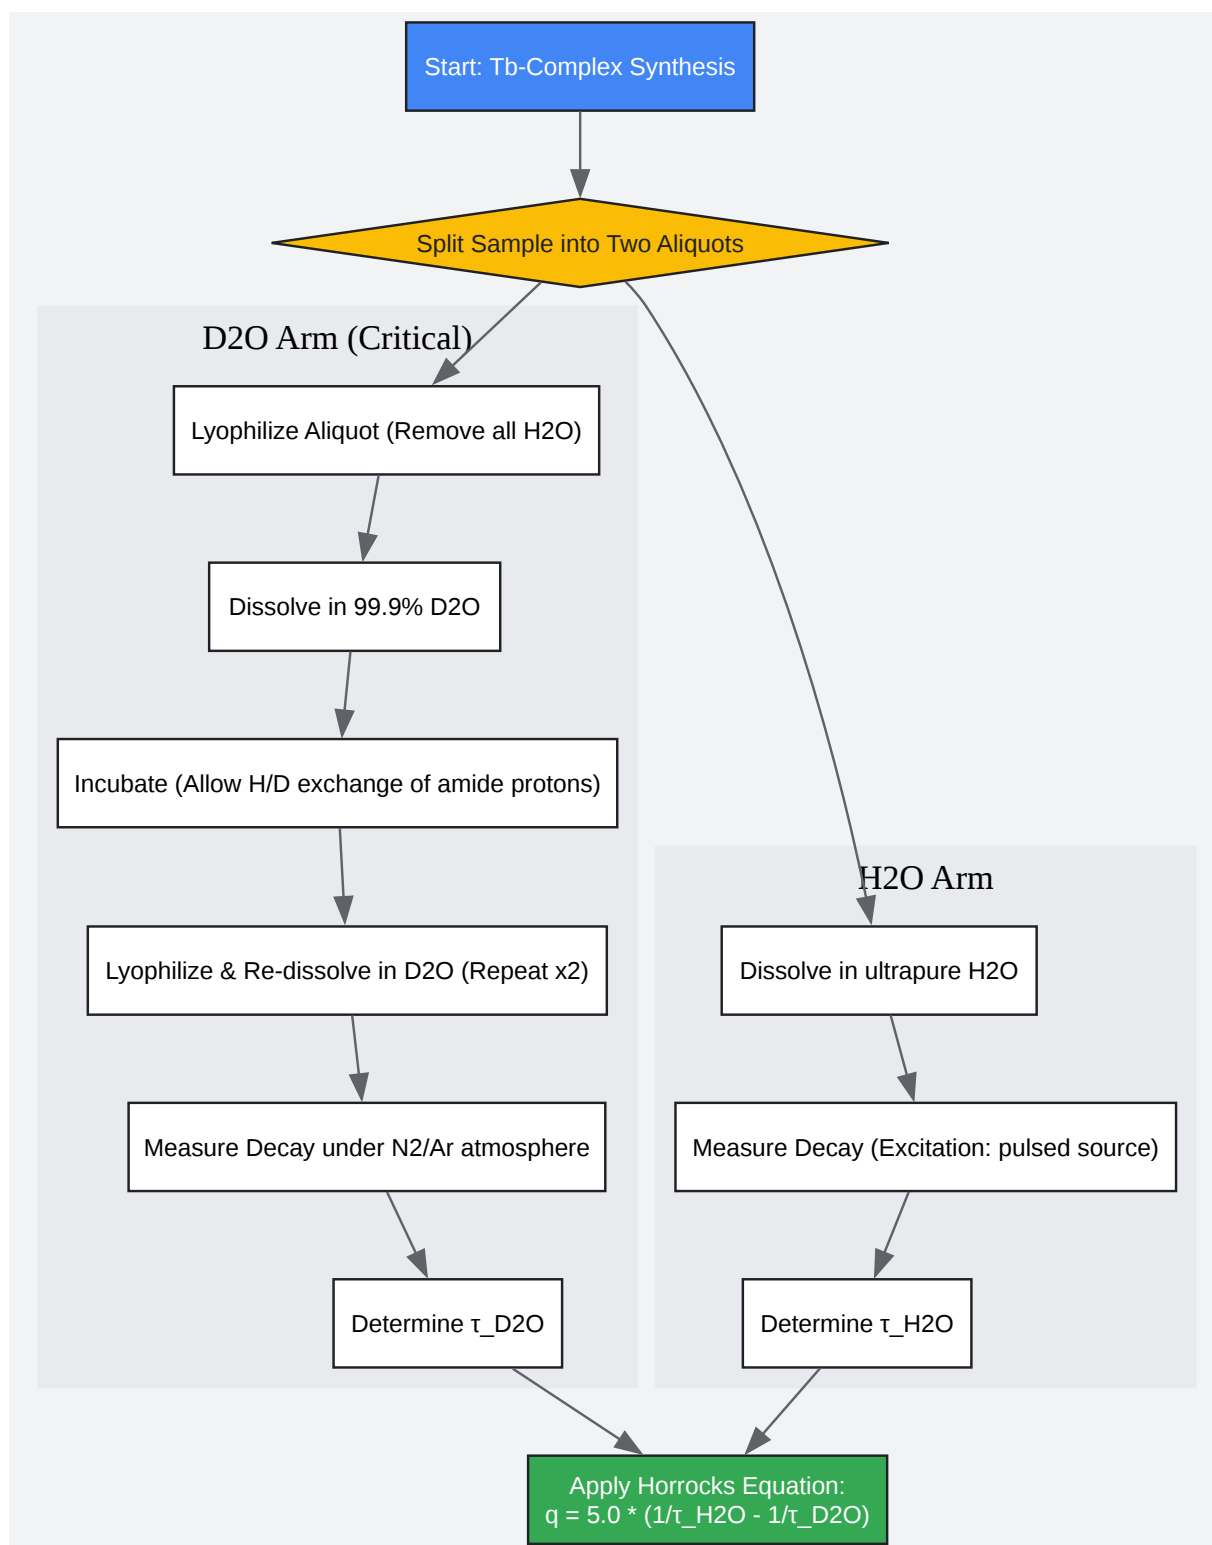 Start: Tb-Complex Synthesis
Split Sample into Two Aliquots
D2O Arm (Critical)
Lyophilize Aliquot (Remove all H2O)
Dissolve in 99.9% D2O
Incubate (Allow H/D exchange of amide protons)
Lyophilize & Re-dissolve in D2O (Repeat x2)
Measure Decay under N2/Ar atmosphere
Determine τ_D2O
H2O Arm
Dissolve in ultrapure H2O
Measure Decay (Excitation: pulsed source)
Determine τ_H2O
Apply Horrocks Equation:
q = 5.0 * (1/τ_H2O - 1/τ_D2O)